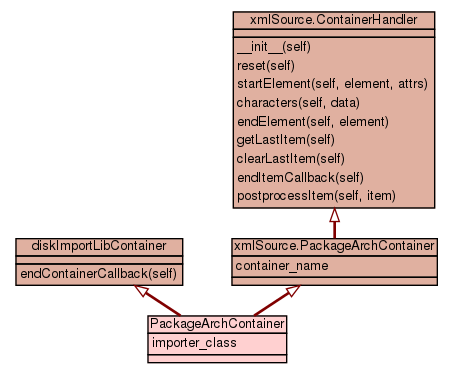 xmlSource.ContainerHandler
__init__(self)
reset(self)
startElement(self, element, attrs)
characters(self, data)
endElement(self, element)
getLastItem(self)
clearLastItem(self)
endItemCallback(self)
postprocessItem(self, item)
diskImportLibContainer
endContainerCallback(self)
xmlSource.PackageArchContainer
container_name
PackageArchContainer
importer_class